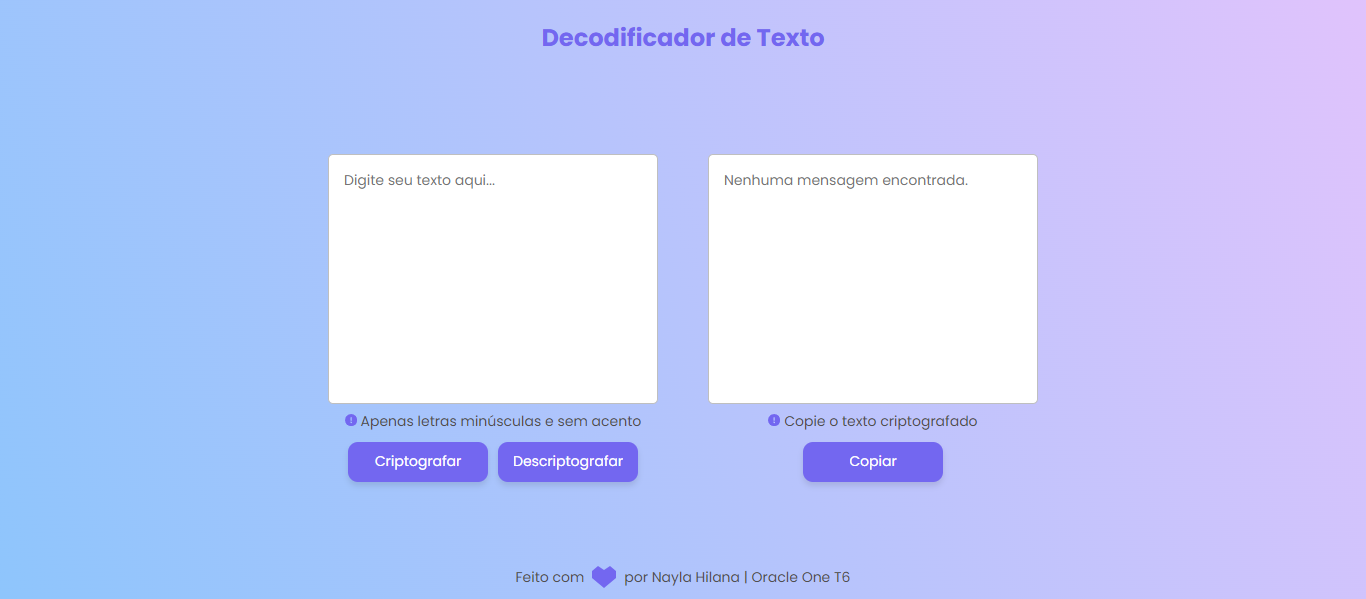 Decodificador de Texto
Digite seu texto aqui...
Nenhuma mensagem encontrada.
Apenas letras minúsculas e sem acento
Copie o texto criptografado
Criptografar
Descriptografar
Copiar
Feito com por Nayla Hilana | Oracle One T6